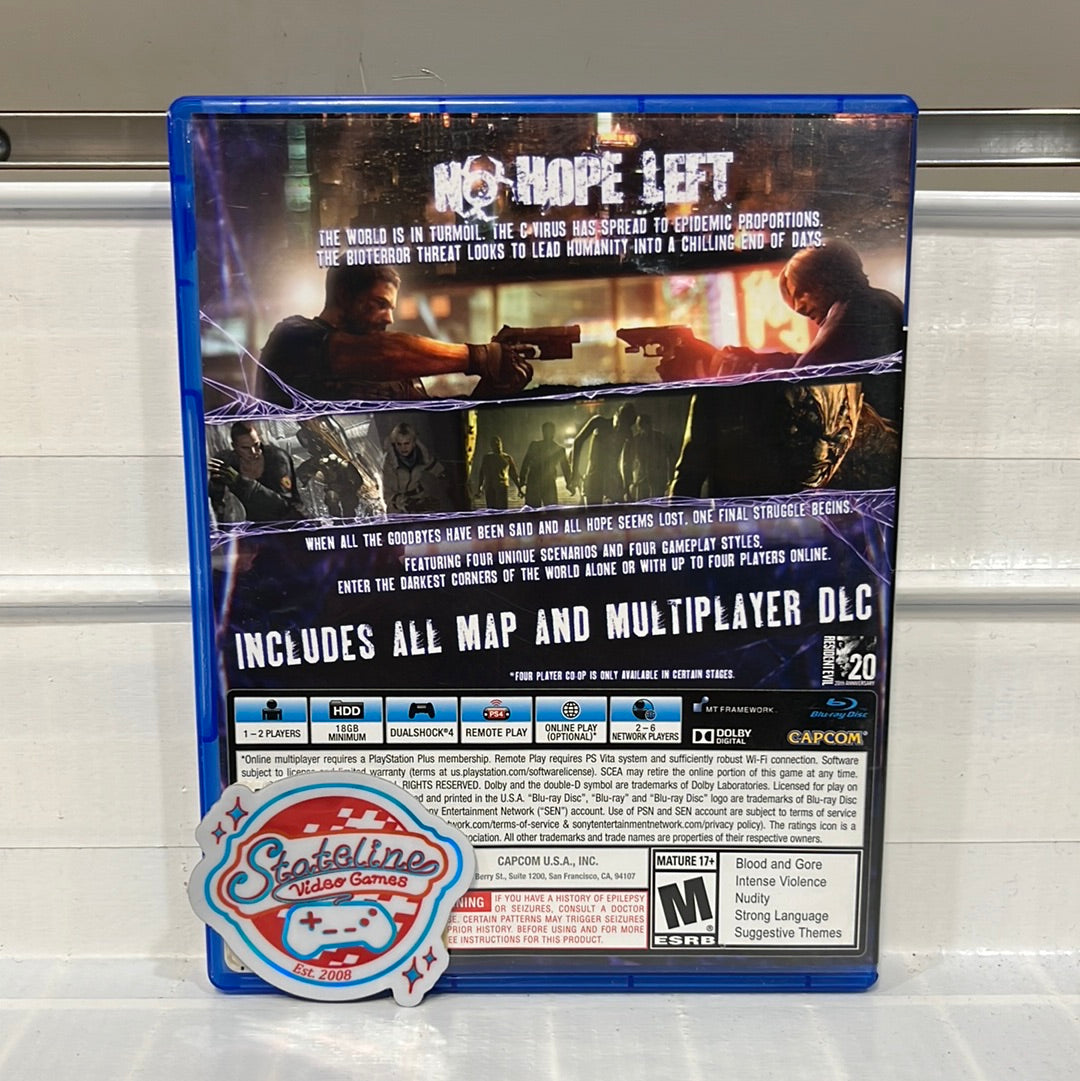 NO HOPE LEFT
THE WORLD IS IN TURMOIL. THE C-VIRUS HAS SPREAD TO EPIDEMIC PROPORTIONS.
THE BIOTERROR THREAT LOOKS TO LEAD HUMANITY INTO A CHILLING END OF DAYS.
WHEN ALL THE GOODBYES HAVE BEEN SAID AND ALL HOPE SEEMS LOST, ONE FINAL STRUGGLE BEGINS.
FEATURING FOUR UNIQUE SCENARIOS AND FOUR GAMEPLAY STYLES,
ENTER THE DARKEST CORNERS OF THE WORLD ALONE OR WITH UP TO FOUR PLAYERS ONLINE.
INCLUDES ALL MAP AND MULTIPLAYER DLC
*FOUR PLAYER CO-OP IS ONLY AVAILABLE IN CERTAIN STAGES.
RESIDENT EVIL
20
20th ANNIVERSARY
1 – 2 PLAYERS
HDD
18GB
MINIMUM
DUALSHOCK®4
PS4
REMOTE PLAY
ONLINE PLAY
(OPTIONAL)*
2 – 6
NETWORK PLAYERS
MT FRAMEWORK
DOLBY
DIGITAL
Blu-ray Disc
CAPCOM
*Online multiplayer requires a PlayStation Plus membership. Remote Play requires PS Vita system and sufficiently robust Wi-Fi connection. Software
subject to license and limited warranty (terms at us.playstation.com/softwarelicense). SCEA may retire the online portion of this game at any time.
RIGHTS RESERVED. Dolby and the double-D symbol are trademarks of Dolby Laboratories. Licensed for play on
ed and printed in the U.S.A. "Blu-ray Disc", "Blu-ray" and "Blu-ray Disc" logo are trademarks of Blu-ray Disc
ny Entertainment Network ("SEN") account. Use of PSN and SEN account are subject to terms of service
twork.com/terms-of-service & sonyentertainmentnetwork.com/privacy policy). The ratings icon is a
ociation. All other trademarks and trade names are properties of their respective owners.
CAPCOM U.S.A., INC.
Berry St., Suite 1200, San Francisco, CA, 94107
NING
IF YOU HAVE A HISTORY OF EPILEPSY
OR SEIZURES, CONSULT A DOCTOR
SE. CERTAIN PATTERNS MAY TRIGGER SEIZURES
PRIOR HISTORY. BEFORE USING AND FOR MORE
EE INSTRUCTIONS FOR THIS PRODUCT.
MATURE 17+
M
®
ESRB
Blood and Gore
Intense Violence
Nudity
Strong Language
Suggestive Themes
Stateline
Video Games
Est. 2008